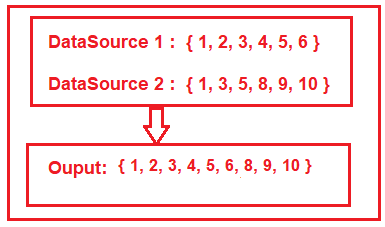 DataSource 1 : { 1, 2, 3, 4, 5, 6 }
DataSource 2 : { 1, 3, 5, 8, 9, 10 }
Ouput: { 1, 2, 3, 4, 5, 6, 8, 9, 10 }